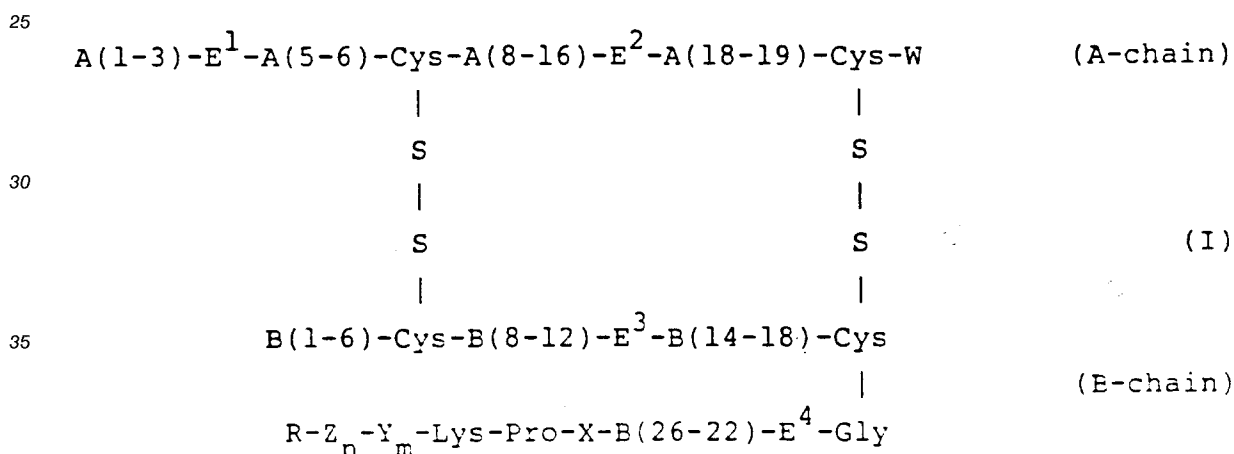 25
A(1-3)-E¹-A(5-6)-Cys-A(8-16)-E²-A(18-19)-Cys-W (A-chain)
| |
S S
30
| |
S S (I)
| |
35 B(1-6)-Cys-B(8-12)-E³-B(14-18)-Cys
| (B-chain)
R-Zₙ-Yₘ-Lys-Pro-X-B(26-22)-E⁴-Gly